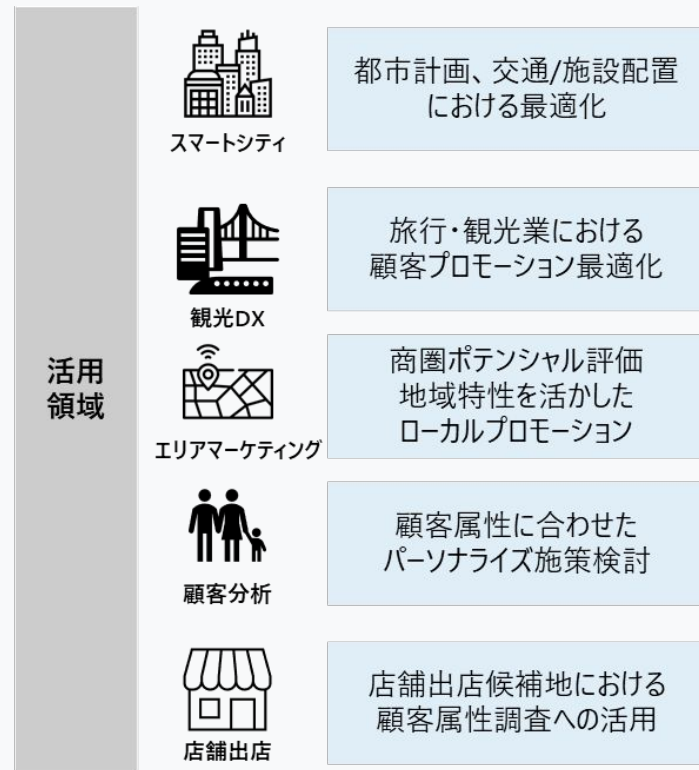 活用
領域
スマートシティ
都市計画、交通/施設配置
における最適化
観光DX
旅行・観光業における
顧客プロモーション最適化
エリアマーケティング
商圏ポテンシャル評価
地域特性を活かした
ローカルプロモーション
顧客分析
顧客属性に合わせた
パーソナライズ施策検討
店舗出店
店舗出店候補地における
顧客属性調査への活用